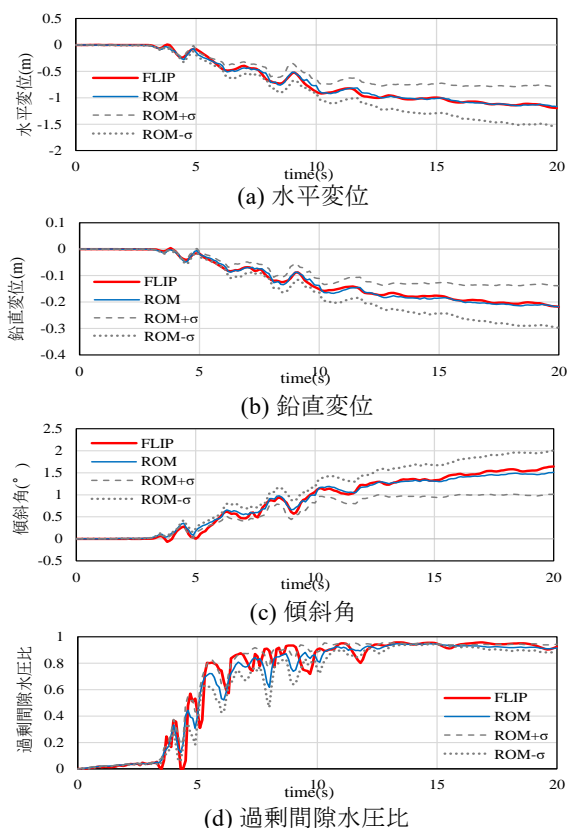 0.5
0
-0.5
-1
-1.5
-2
水平変位(m)
FLIP
ROM
ROM+σ
ROM-σ
0 5 10 15 20
time(s)
(a) 水平変位
0.1
0
-0.1
-0.2
-0.3
-0.4
鉛直変位(m)
FLIP
ROM
ROM+σ
ROM-σ
0 5 10 15 20
time(s)
(b) 鉛直変位
2.5
2
1.5
1
0.5
0
-0.5
傾斜角(°)
FLIP
ROM
ROM+σ
ROM-σ
0 5 10 15 20
time(s)
(c) 傾斜角
1
0.8
0.6
0.4
0.2
0
過剰間隙水圧比
FLIP
ROM
ROM+σ
ROM-σ
0 5 10 15 20
time(s)
(d) 過剰間隙水圧比